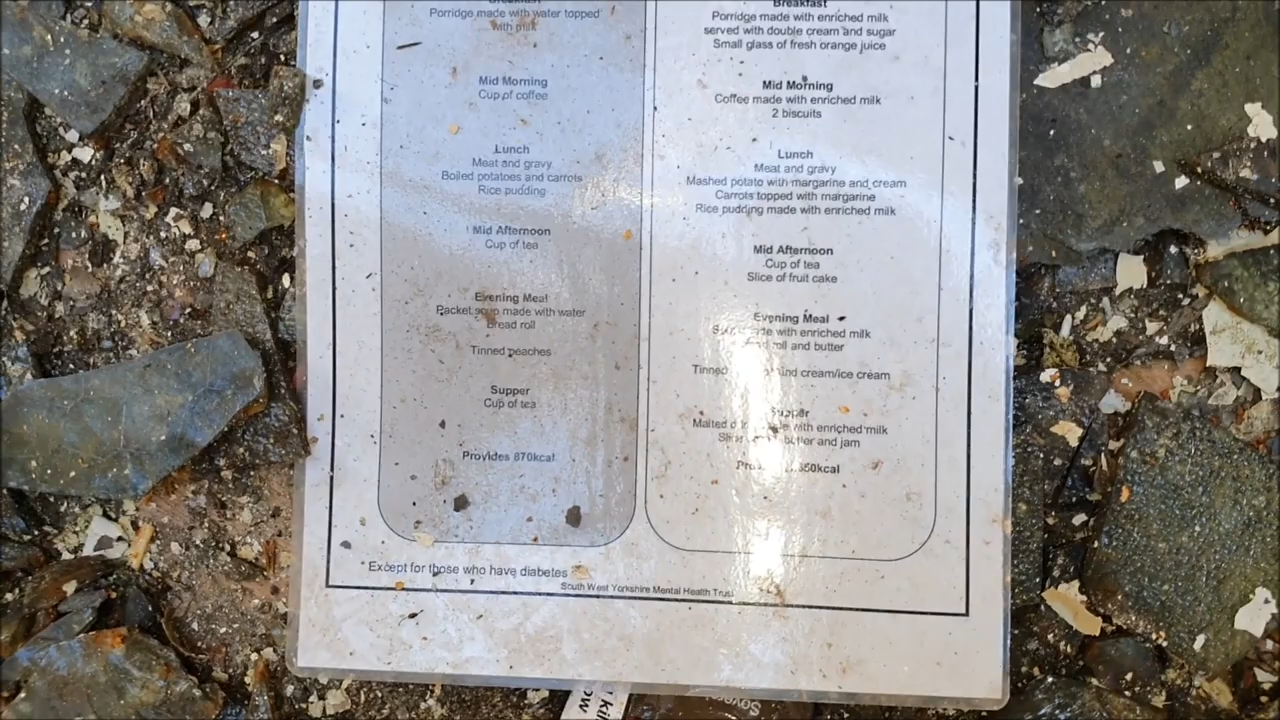 Breakfast
Porridge made with water topped
with milk
Mid Morning
Cup of coffee
Lunch
Meat and gravy
Boiled potatoes and carrots
Rice pudding
Mid Afternoon
Cup of tea
Evening Meal
Packet soup made with water
Bread roll
Tinned peaches
Supper
Cup of tea
Provides 870kcal
Breakfast
Porridge made with enriched milk
served with double cream and sugar
Small glass of fresh orange juice
Mid Morning
Coffee made with enriched milk
2 biscuits
Lunch
Meat and gravy
Mashed potato with margarine and cream
Carrots topped with margarine
Rice pudding made with enriched milk
Mid Afternoon
Cup of tea
Slice of fruit cake
Evening Meal
made with enriched milk
roll and butter
Tinned and cream/ice cream
Supper
Malted made with enriched milk
butter and jam
Except for those who have diabetes
South West Yorkshire Mental Health Trust